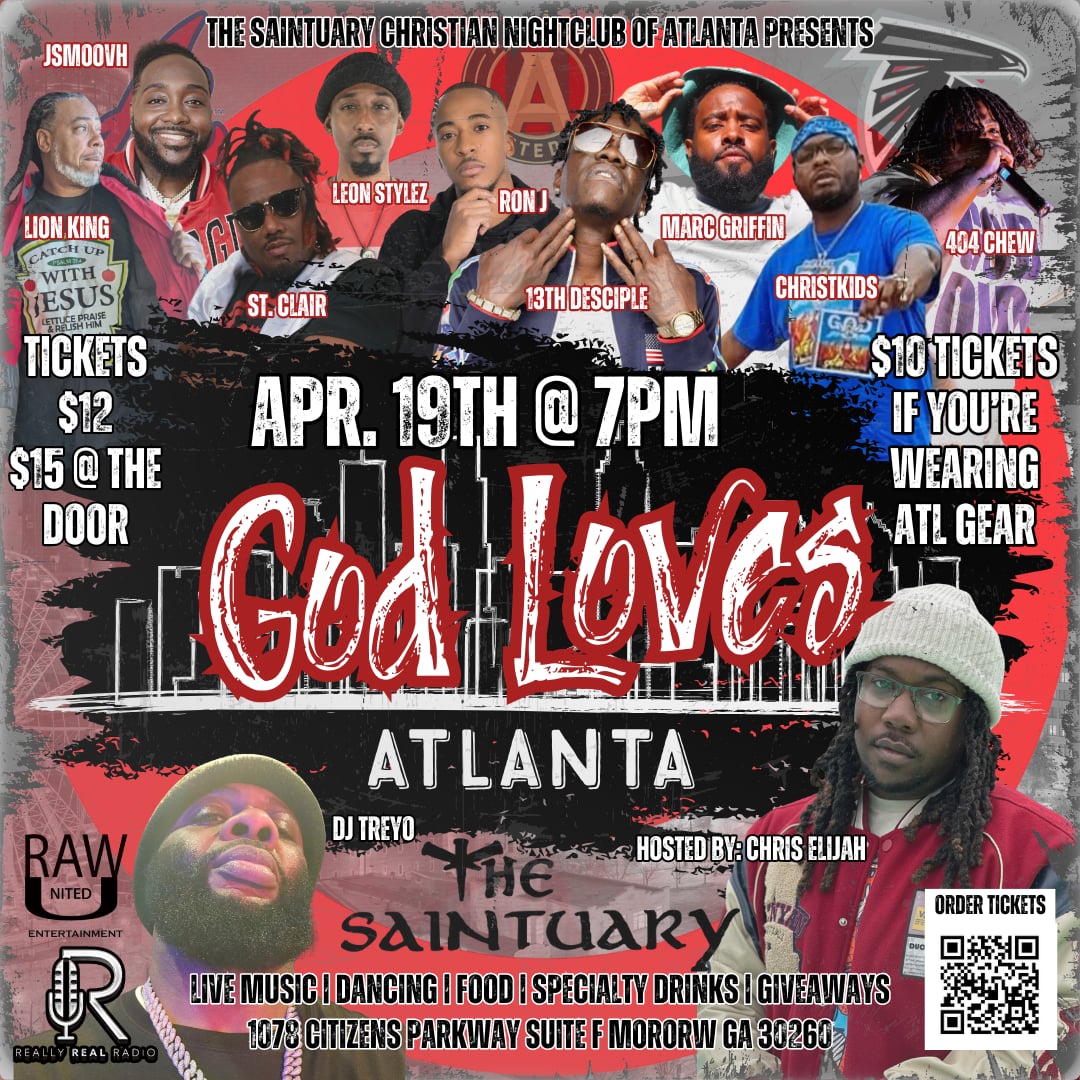 THE SAINTUARY CHRISTIAN NIGHTCLUB OF ATLANTA PRESENTS
JSMOOVH
LION KING
ST. CLAIR
LEON STYLEZ
RON J
13TH DESCIPLE
MARC GRIFFIN
CHRISTKIDS
404 CHEW
CATCH UP
PSALM 31:4
WITH
JESUS
LETTUCE PRAISE
& RELISH HIM
TICKETS
$12
$15 @ THE
DOOR
APR. 19TH @ 7PM
$10 TICKETS
IF YOU'RE
WEARING
ATL GEAR
God Loves
ATLANTA
DJ TREYO
HOSTED BY: CHRIS ELIJAH
THE
SAINTUARY
RAW
UNITED
ENTERTAINMENT
R
REALLY REAL RADIO
ORDER TICKETS
LIVE MUSIC | DANCING | FOOD | SPECIALTY DRINKS | GIVEAWAYS
1078 CITIZENS PARKWAY SUITE F MORORW GA 30260